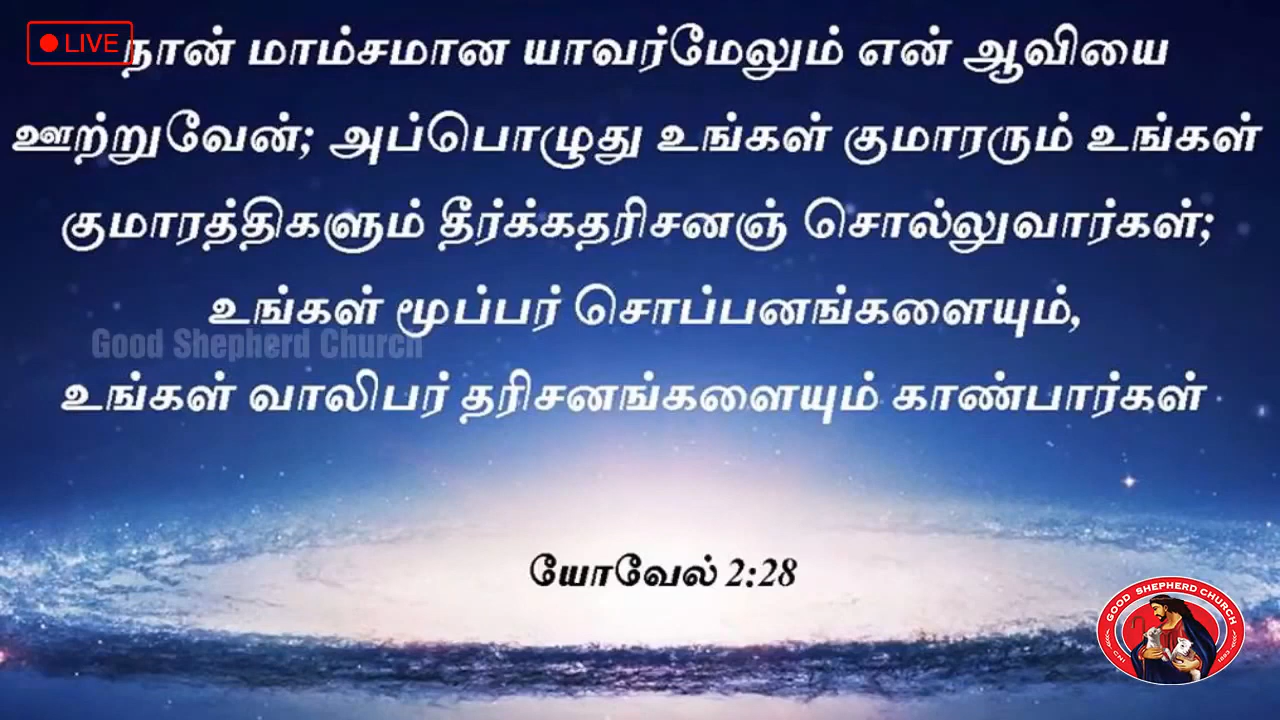 LIVE
நான் மாம்சமான யாவர்மேலும் என் ஆவியை
ஊற்றுவேன்; அப்பொழுது உங்கள் குமாரரும் உங்கள்
குமாரத்திகளும் தீர்க்கதரிசனஞ் சொல்லுவார்கள்;
உங்கள் மூப்பர் சொப்பனங்களையும்,
Good Shepherd Church
உங்கள் வாலிபர் தரிசனங்களையும் காண்பார்கள்
யோவேல் 2:28
GOOD SHEPHERD CHURCH